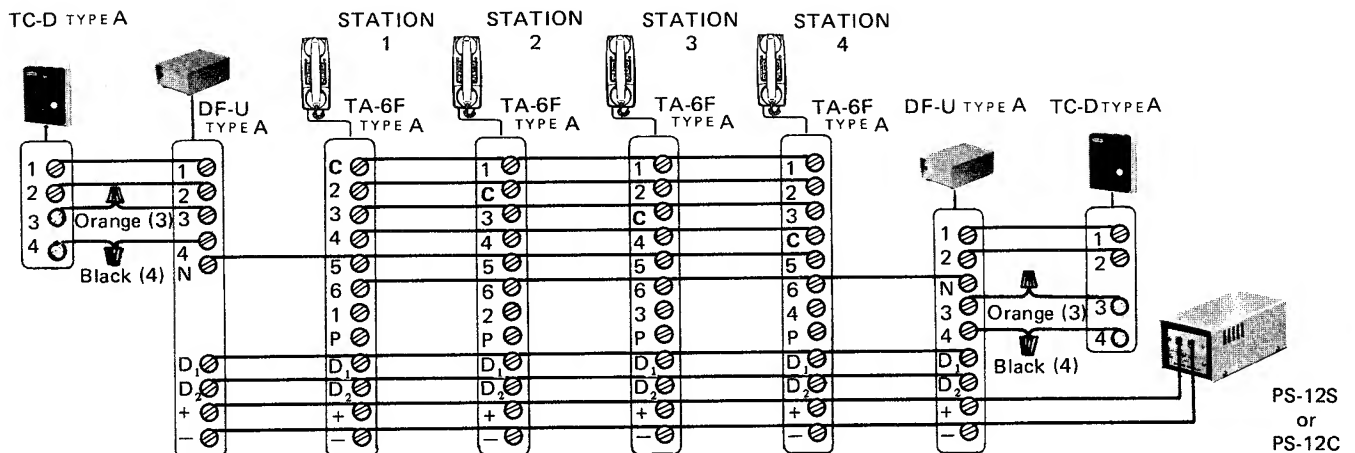 TC-D TYPE A
DF-U TYPE A
STATION 1
STATION 2
STATION 3
STATION 4
TA-6F TYPE A
TA-6F TYPE A
TA-6F TYPE A
TA-6F TYPE A
DF-U TYPE A
TC-D TYPE A
1
2
3
4
Orange (3)
Black (4)
1
2
3
4
N
D1
D2
+
–
C
2
3
4
5
6
1
P
D1
D2
+
–
1
C
3
4
5
6
2
P
D1
D2
+
–
1
2
C
4
5
6
3
P
D1
D2
+
–
1
2
3
C
5
6
4
P
D1
D2
+
–
1
2
N
3
4
D1
D2
+
–
Orange (3)
Black (4)
1
2
3
4
PS-12S
or
PS-12C